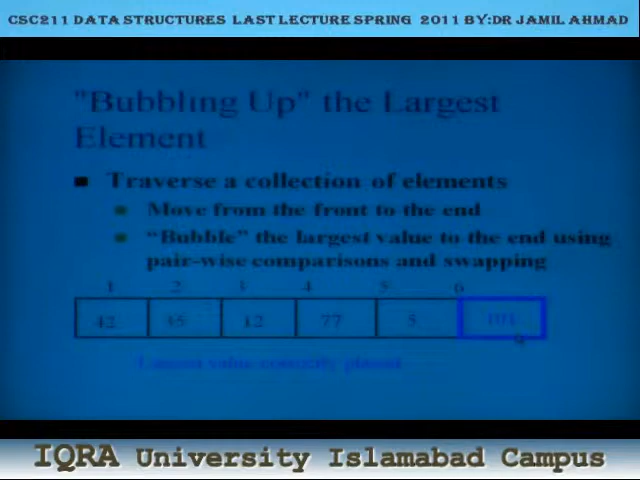 CSC211 DATA STRUCTURES LAST LECTURE SPRING 2011 BY:DR JAMIL AHMAD
"Bubbling Up" the Largest
Element
Traverse a collection of elements
Move from the front to the end
“Bubble” the largest value to the end using
pair-wise comparisons and swapping
1 2 3 4 5 6
42 35 12 77 5 101
Largest value correctly placed
IQRA University Islamabad Campus